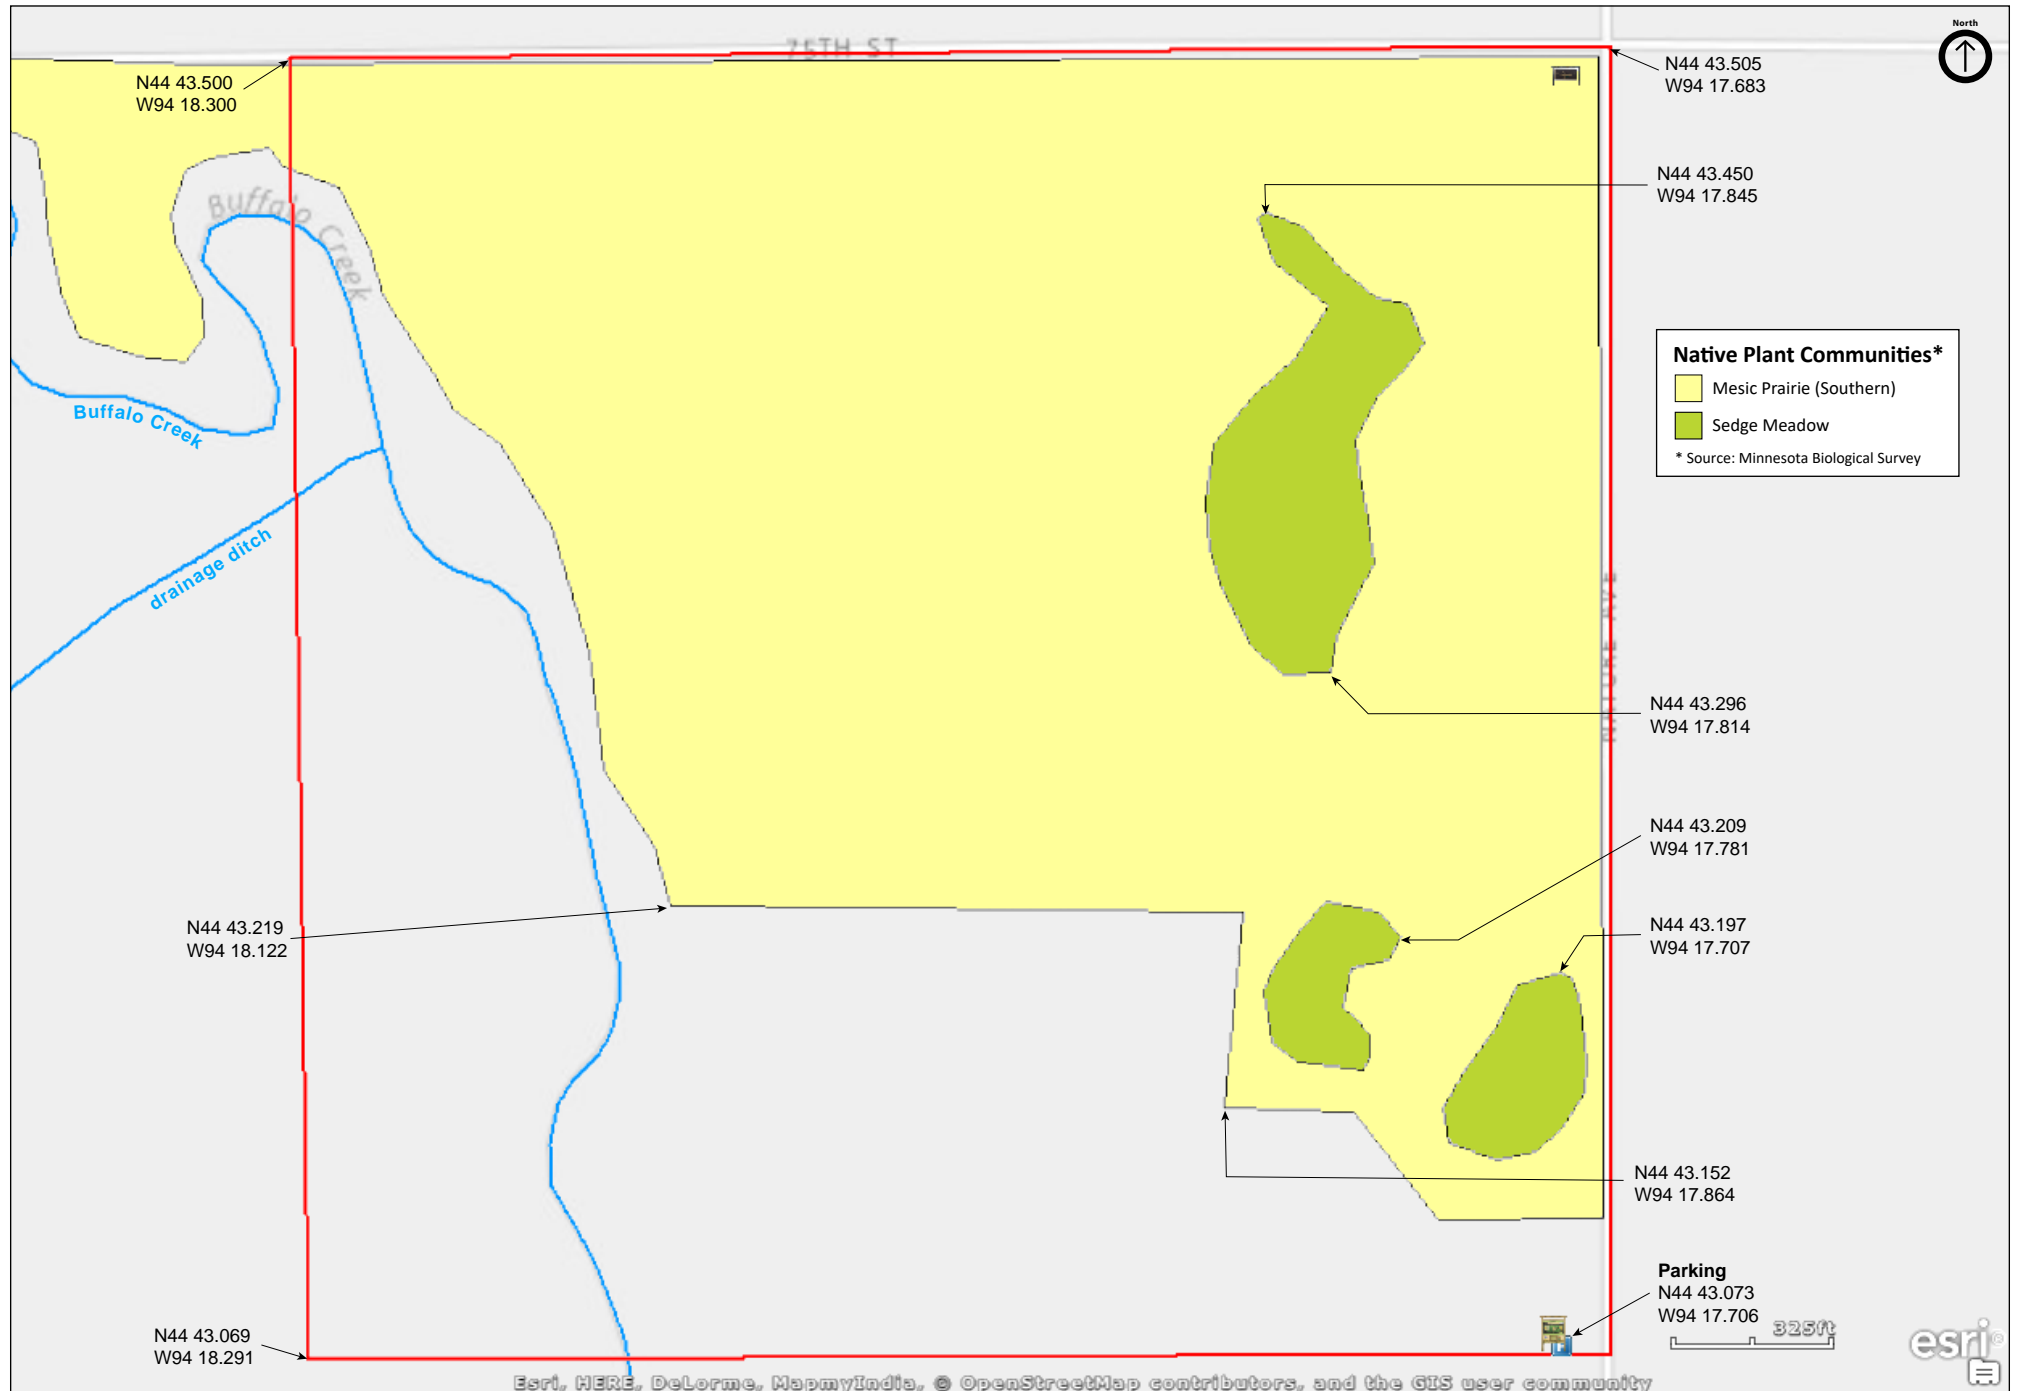 North
75TH ST
N44 43.500
W94 18.300
N44 43.505
W94 17.683
N44 43.450
W94 17.845
Buffalo Creek
Native Plant Communities*
Mesic Prairie (Southern)
Sedge Meadow
* Source: Minnesota Biological Survey
Buffalo Creek
drainage ditch
N44 43.296
W94 17.814
N44 43.209
W94 17.781
N44 43.219
W94 18.122
N44 43.197
W94 17.707
N44 43.152
W94 17.864
Parking
N44 43.073
W94 17.706
325ft
N44 43.069
W94 18.291
esri
Esri, HERE, DeLorme, MapmyIndia, © OpenStreetMap contributors, and the GIS user community